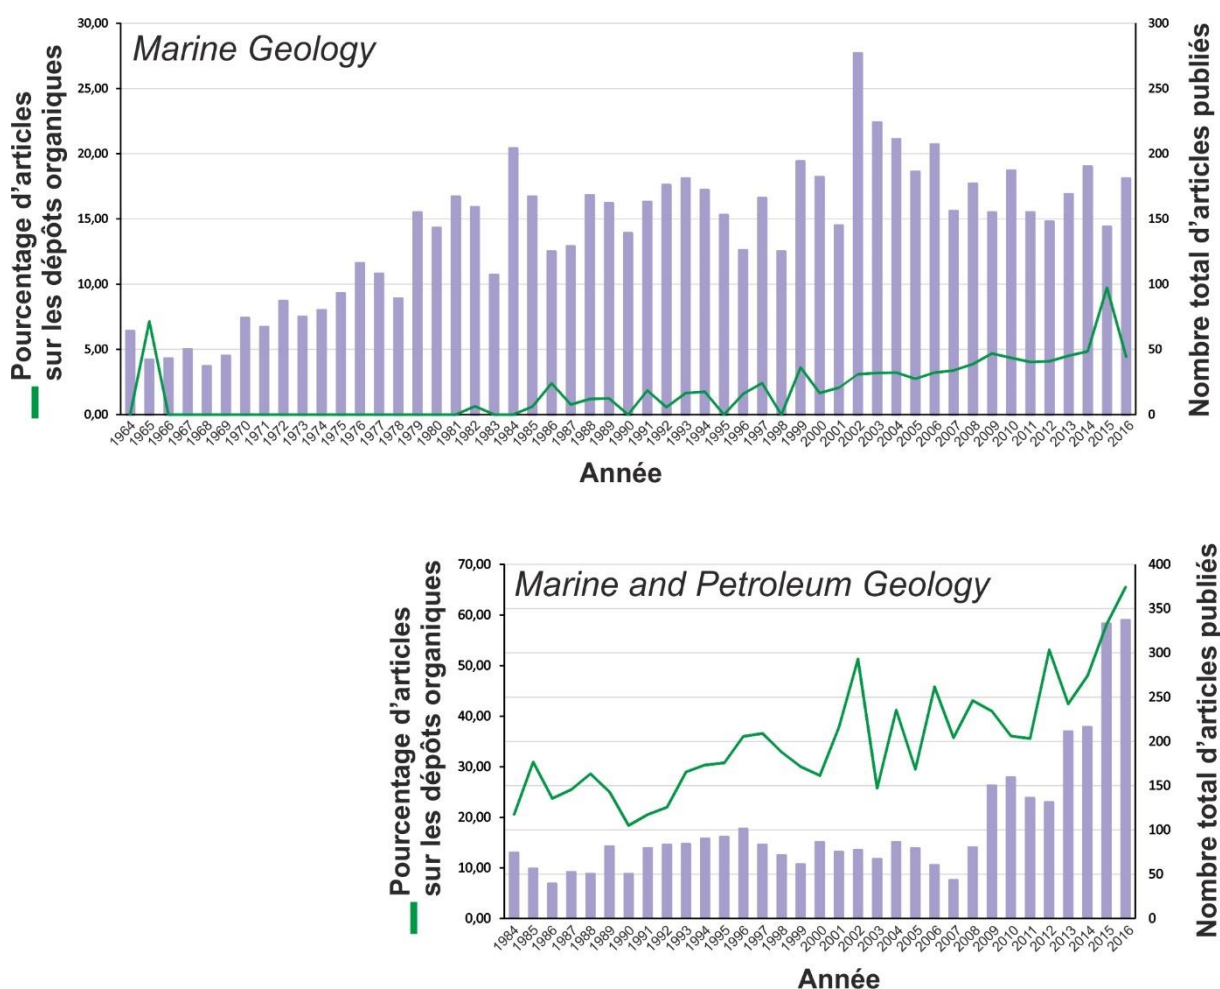 Marine Geology
Pourcentage d'articles
sur les dépôts organiques
30,00
25,00
20,00
15,00
10,00
5,00
0,00
300
250
200
150
100
50
0
Nombre total d'articles publiés
1964 1965 1966 1967 1968 1969 1970 1971 1972 1973 1974 1975 1976 1977 1978 1979 1980 1981 1982 1983 1984 1985 1986 1987 1988 1989 1990 1991 1992 1993 1994 1995 1996 1997 1998 1999 2000 2001 2002 2003 2004 2005 2006 2007 2008 2009 2010 2011 2012 2013 2014 2015 2016
Année
Marine and Petroleum Geology
Pourcentage d'articles
sur les dépôts organiques
70,00
60,00
50,00
40,00
30,00
20,00
10,00
0,00
400
350
300
250
200
150
100
50
0
Nombre total d'articles publiés
1984 1985 1986 1987 1988 1989 1990 1991 1992 1993 1994 1995 1996 1997 1998 1999 2000 2001 2002 2003 2004 2005 2006 2007 2008 2009 2010 2011 2012 2013 2014 2015 2016
Année